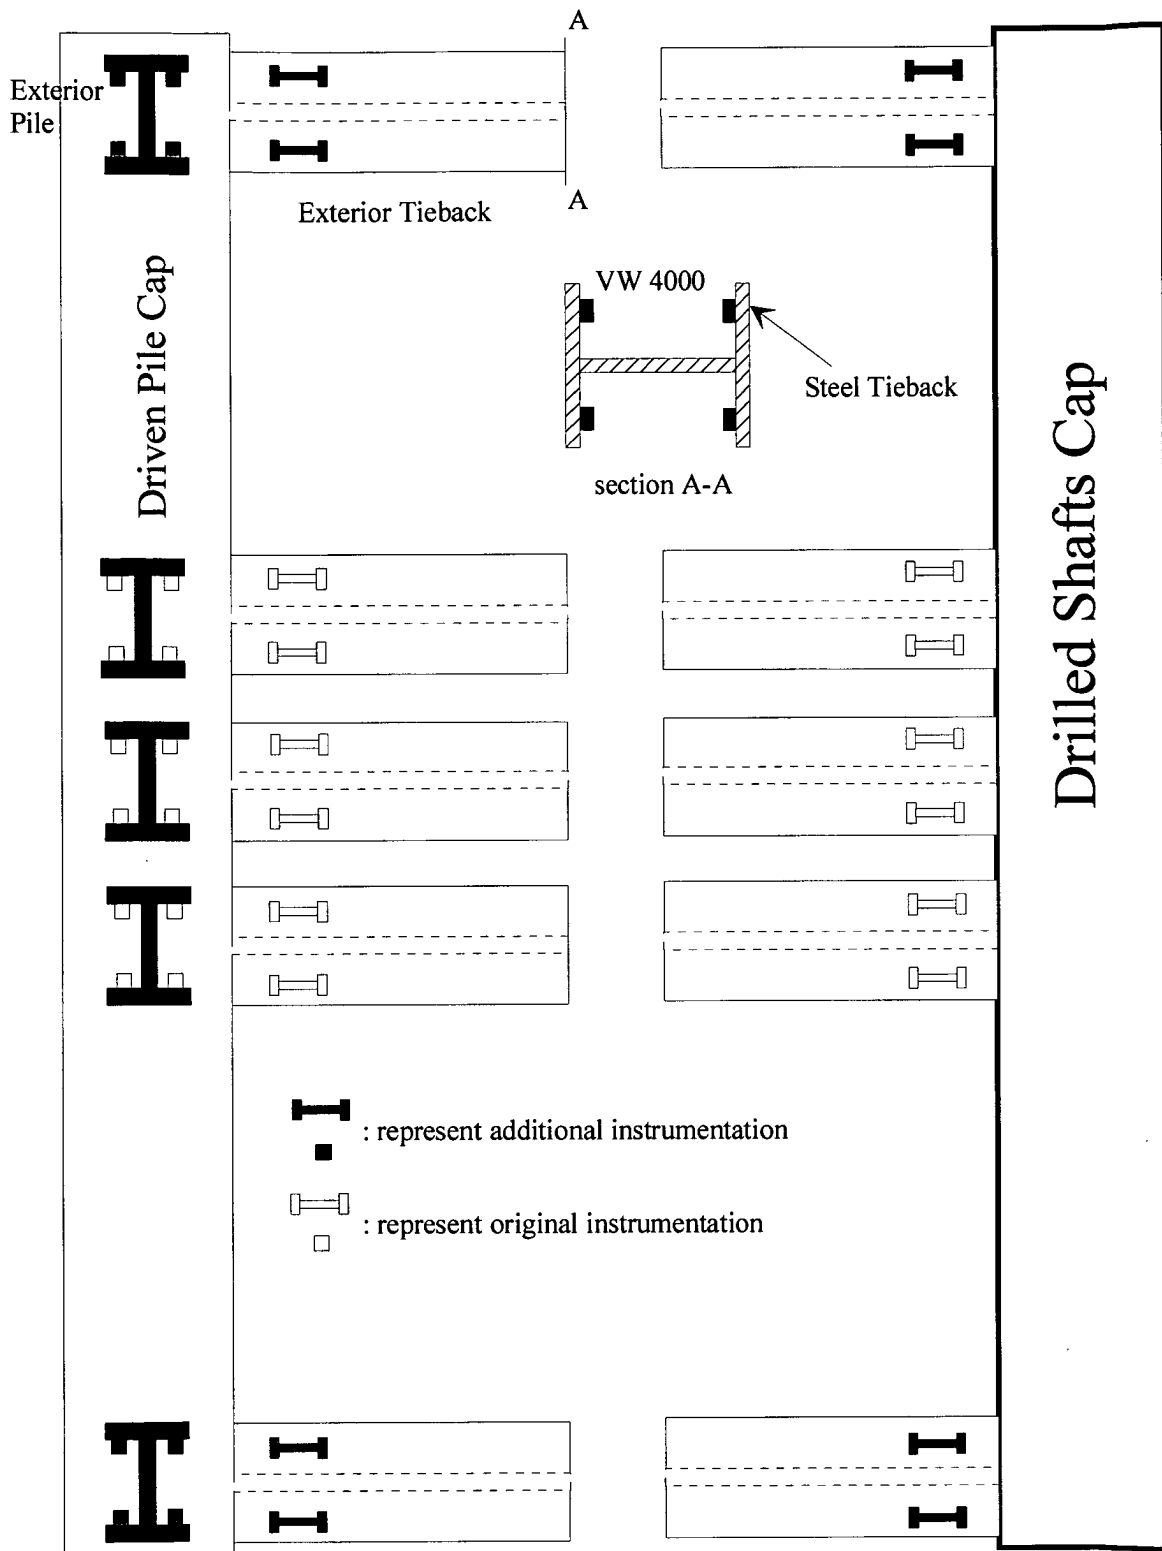 A
Exterior
Pile
A
Exterior Tieback
Driven Pile Cap
VW 4000
Steel Tieback
section A-A
Drilled Shafts Cap
: represent additional instrumentation
: represent original instrumentation